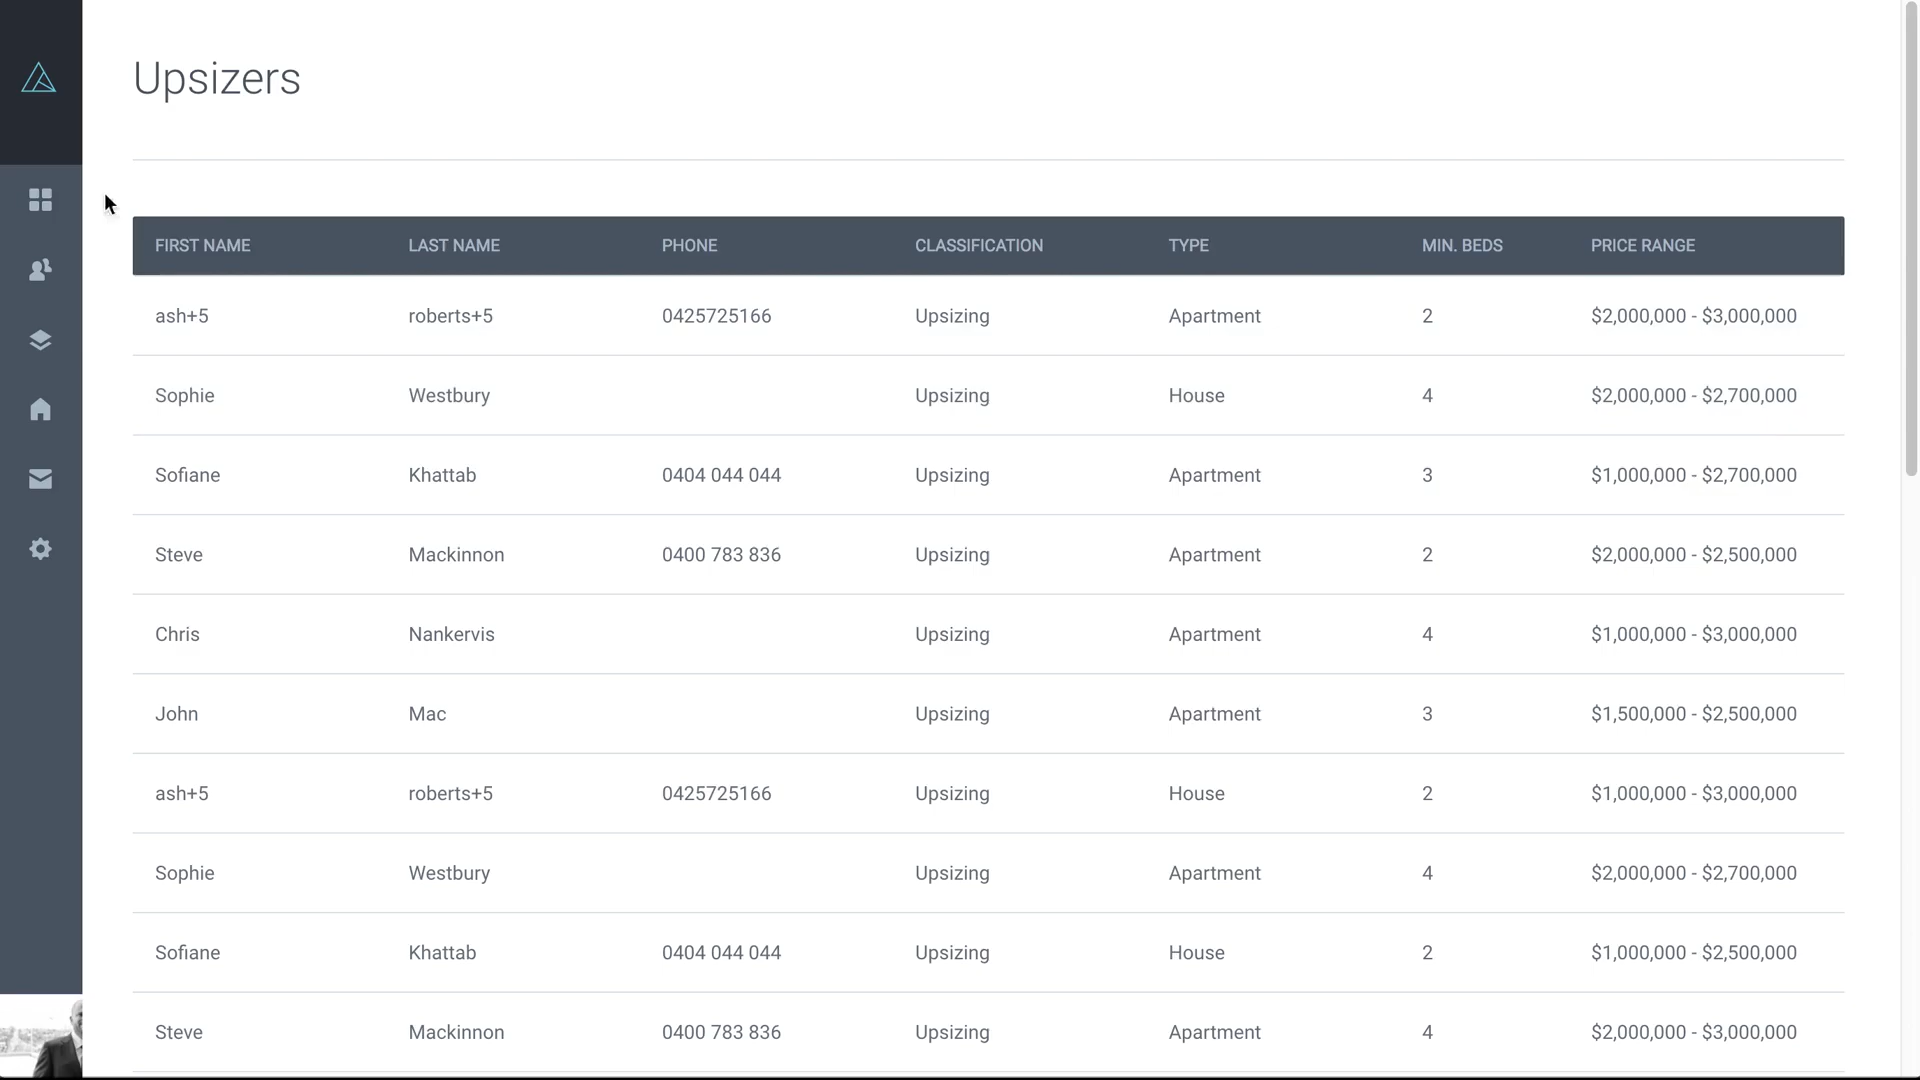 Upsizers
FIRST NAME LAST NAME PHONE CLASSIFICATION TYPE MIN. BEDS PRICE RANGE
ash+5 roberts+5 0425725166 Upsizing Apartment 2 $2,000,000 - $3,000,000
Sophie Westbury Upsizing House 4 $2,000,000 - $2,700,000
Sofiane Khattab 0404 044 044 Upsizing Apartment 3 $1,000,000 - $2,700,000
Steve Mackinnon 0400 783 836 Upsizing Apartment 2 $2,000,000 - $2,500,000
Chris Nankervis Upsizing Apartment 4 $1,000,000 - $3,000,000
John Mac Upsizing Apartment 3 $1,500,000 - $2,500,000
ash+5 roberts+5 0425725166 Upsizing House 2 $1,000,000 - $3,000,000
Sophie Westbury Upsizing Apartment 4 $2,000,000 - $2,700,000
Sofiane Khattab 0404 044 044 Upsizing House 2 $1,000,000 - $2,500,000
Steve Mackinnon 0400 783 836 Upsizing Apartment 4 $2,000,000 - $3,000,000